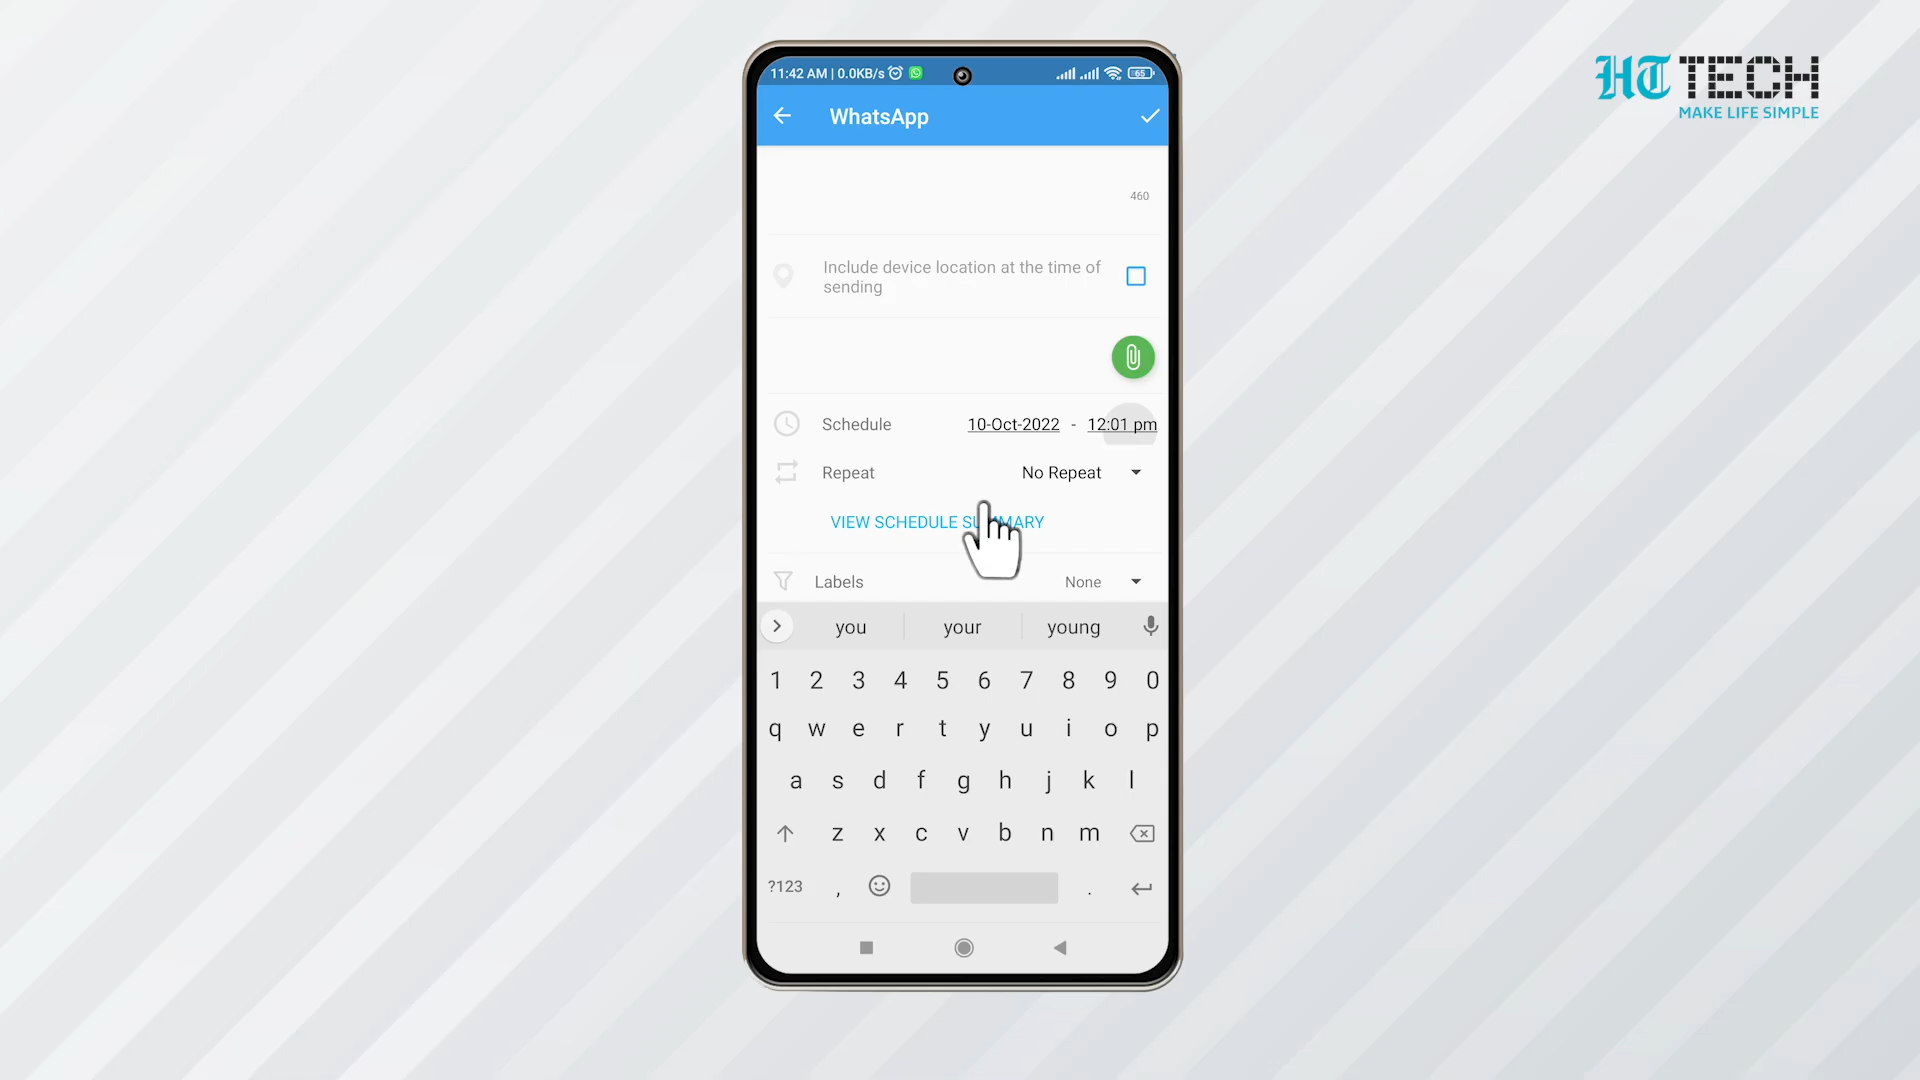 11:42 AM | 0.0KB/s
65
HT TECH
MAKE LIFE SIMPLE
WhatsApp
460
Include device location at the time of
sending
Schedule 10-Oct-2022 - 12:01 pm
Repeat No Repeat
VIEW SCHEDULE SUMMARY
Labels None
you your young
1 2 3 4 5 6 7 8 9 0
q w e r t y u i o p
a s d f g h j k l
z x c v b n m
?123 , .